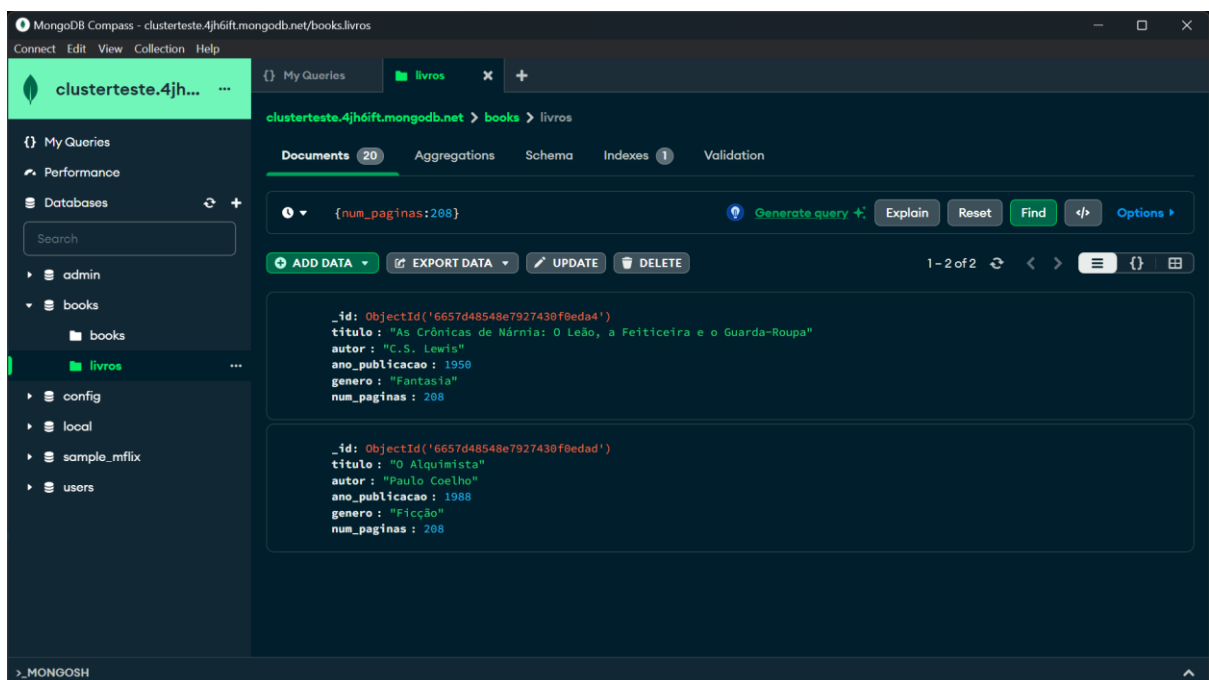 MongoDB Compass - clusterteste.4jh6ift.mongodb.net/books.livros
Connect Edit View Collection Help
clusterteste.4jh... ...
{} My Queries
Performance
Databases
Search
admin
books
books
livros ...
config
local
sample_mflix
users
{} My Queries livros
clusterteste.4jh6ift.mongodb.net > books > livros
Documents 20 Aggregations Schema Indexes 1 Validation
{num_paginas:208} Generate query Explain Reset Find </> Options
ADD DATA EXPORT DATA UPDATE DELETE 1 – 2 of 2 {}
_id: ObjectId('6657d48548e7927430f0eda4')
titulo : "As Crônicas de Nárnia: O Leão, a Feiticeira e o Guarda-Roupa"
autor : "C.S. Lewis"
ano_publicacao : 1950
genero : "Fantasia"
num_paginas : 208
_id: ObjectId('6657d48548e7927430f0edad')
titulo : "O Alquimista"
autor : "Paulo Coelho"
ano_publicacao : 1988
genero : "Ficção"
num_paginas : 208
>_MONGOSH